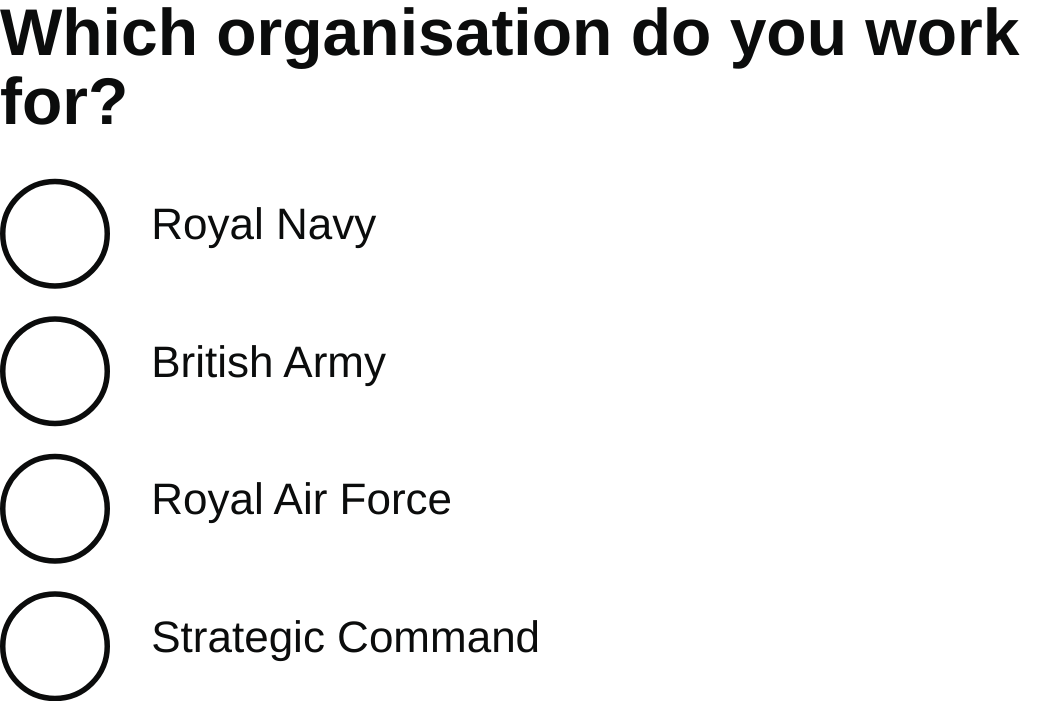 Which organisation do you work
for?
Royal Navy
British Army
Royal Air Force
Strategic Command